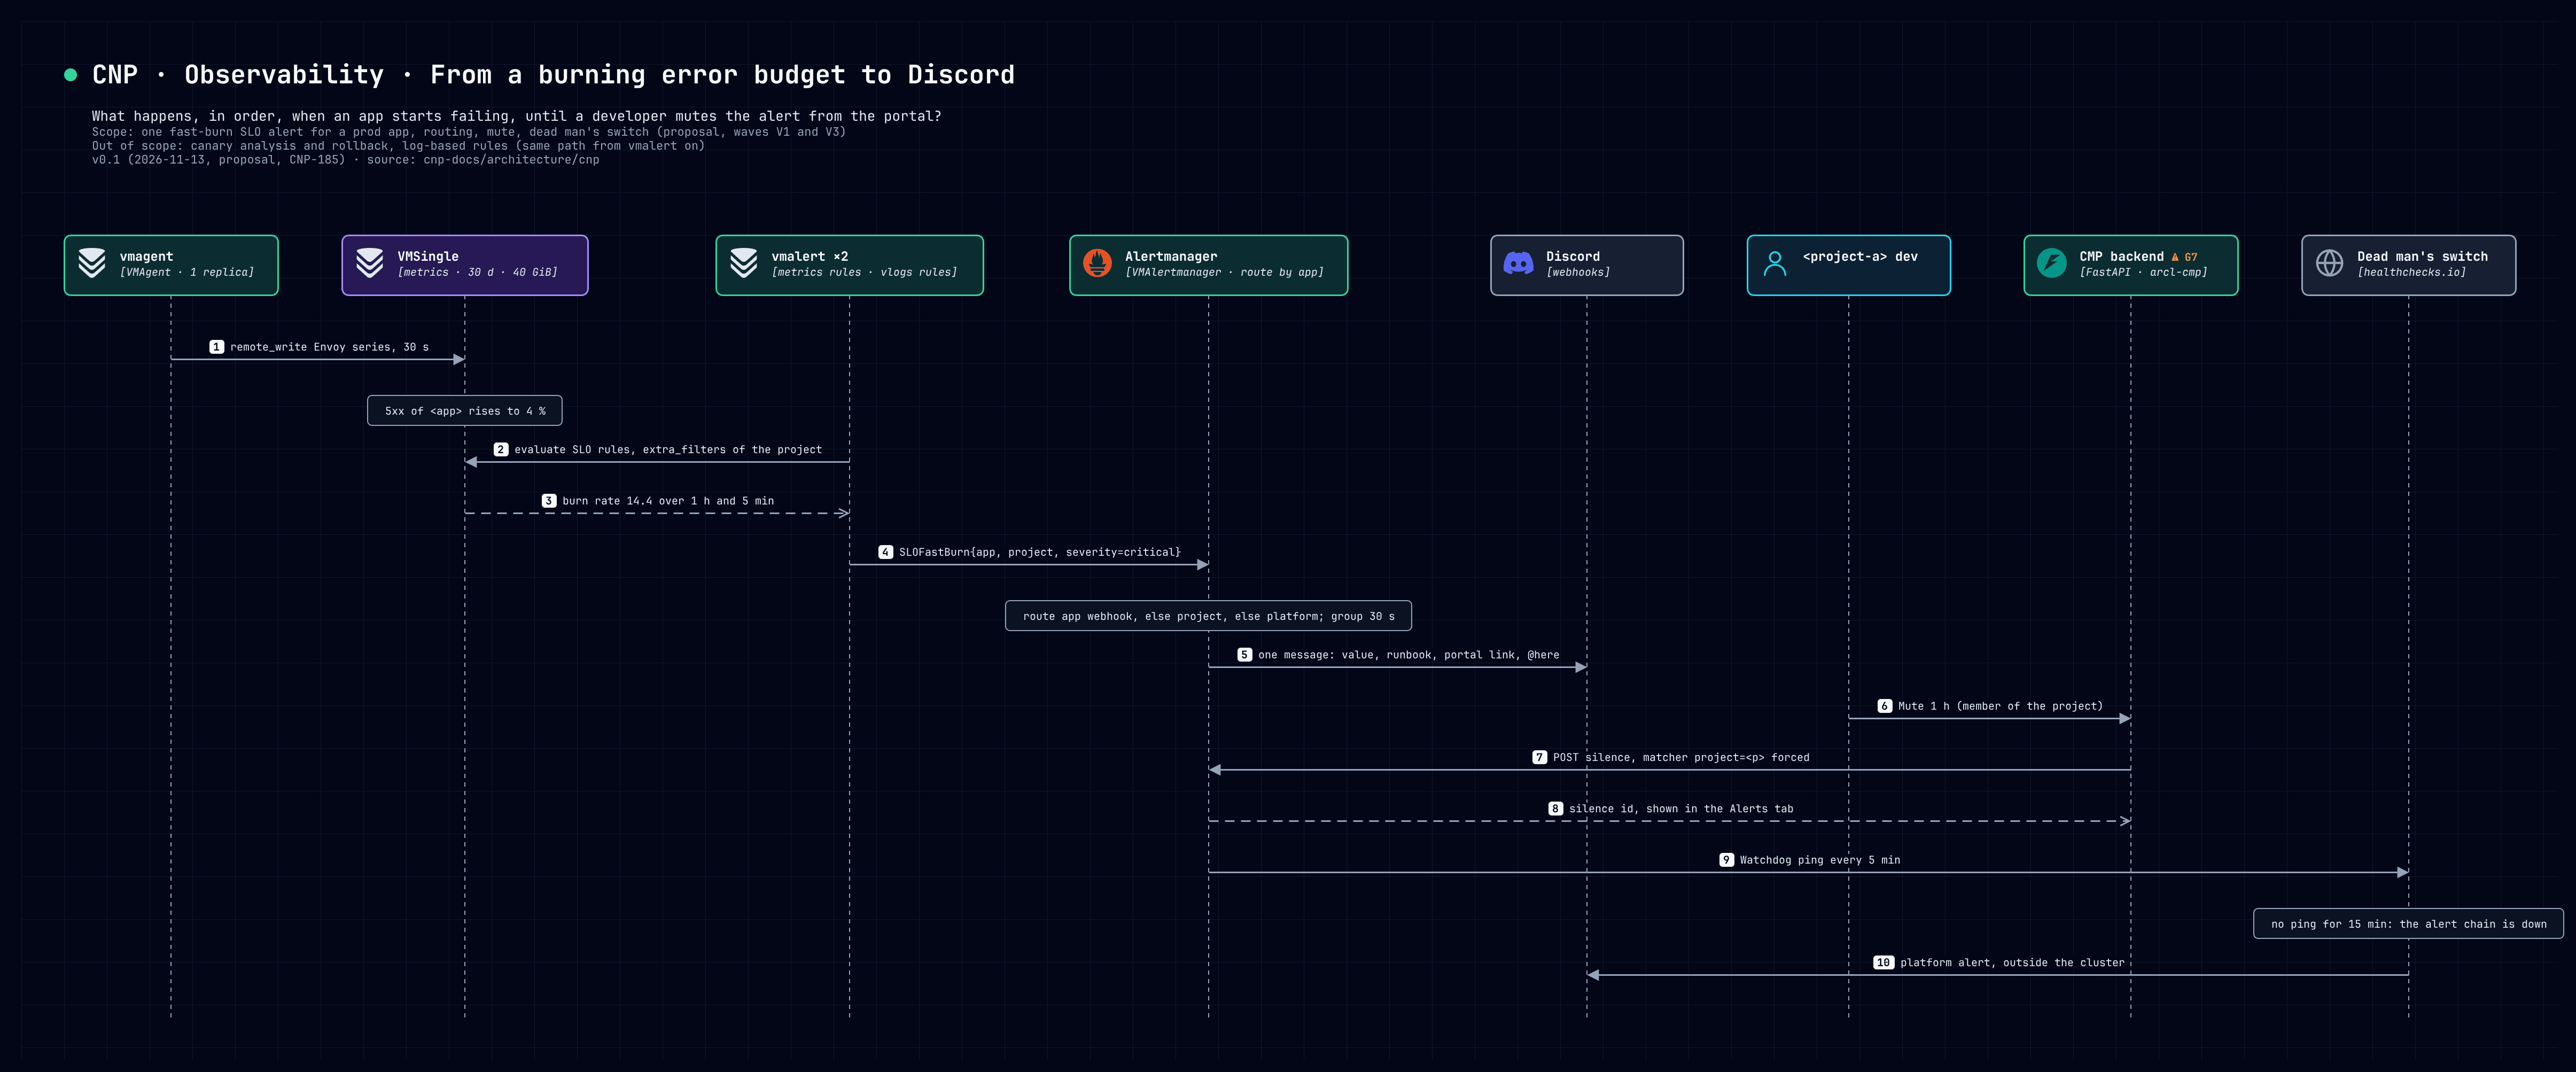 CNP · Observability · From a burning error budget to Discord
What happens, in order, when an app starts failing, until a developer mutes the alert from the portal?
Scope: one fast-burn SLO alert for a prod app, routing, mute, dead man's switch (proposal, waves V1 and V3)
Out of scope: canary analysis and rollback, log-based rules (same path from vmalert on)
v0.1 (2026-11-13, proposal, CNP-185) · source: cnp-docs/architecture/cnp
vmagent
[VMAgent · 1 replica]
VMSingle
[metrics · 30 d · 40 GiB]
vmalert ×2
[metrics rules · vlogs rules]
Alertmanager
[VMAlertmanager · route by app]
Discord
[webhooks]
<project-a> dev
CMP backend ⚠ G7
[FastAPI · arcl-cmp]
Dead man's switch
[healthchecks.io]
1 remote_write Envoy series, 30 s
5xx of <app> rises to 4 %
2 evaluate SLO rules, extra_filters of the project
3 burn rate 14.4 over 1 h and 5 min
4 SLOFastBurn{app, project, severity=critical}
route app webhook, else project, else platform; group 30 s
5 one message: value, runbook, portal link, @here
6 Mute 1 h (member of the project)
7 POST silence, matcher project=<p> forced
8 silence id, shown in the Alerts tab
9 Watchdog ping every 5 min
no ping for 15 min: the alert chain is down
10 platform alert, outside the cluster